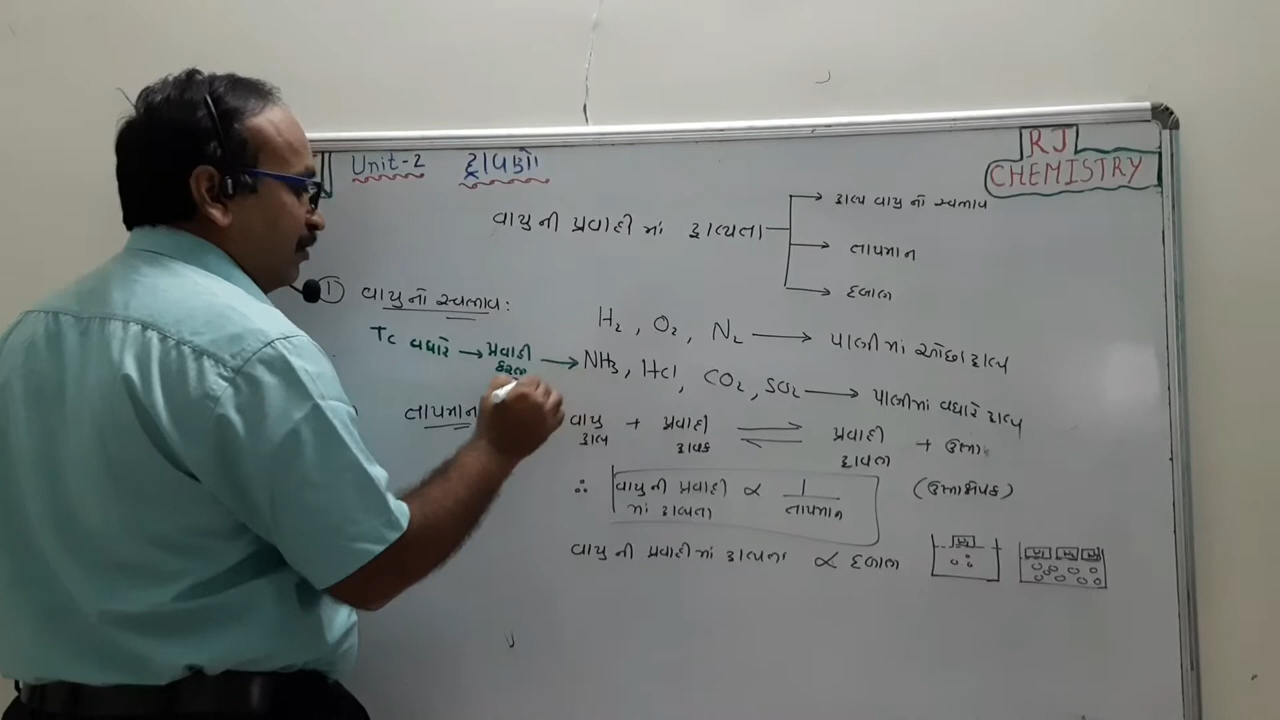 Unit-2 દ્રાવણો
RJ
CHEMISTRY
વાયુની પ્રવાહીમાં દ્રાવ્યતા
દ્રાવ્ય વાયુનો સ્વભાવ
તાપમાન
દબાણ
① વાયુનો સ્વભાવ:
H₂, O₂, N₂ → પાણીમાં ઓછા દ્રાવ્ય
Tc વધારે → પ્રવાહી → NH₃, HCl, CO₂, SO₂ → પાણીમાં વધારે દ્રાવ્ય
તાપમાન
વાયુ + પ્રવાહી ⇌ પ્રવાહી + ઉષ્મા
દ્રાવ્ય દ્રાવક દ્રાવણ
∴ વાયુની પ્રવાહી ∝ 1/તાપમાન
માં દ્રાવ્યતા
(ઉષ્માક્ષેપક)
વાયુની પ્રવાહીમાં દ્રાવ્યતા ∝ દબાણ